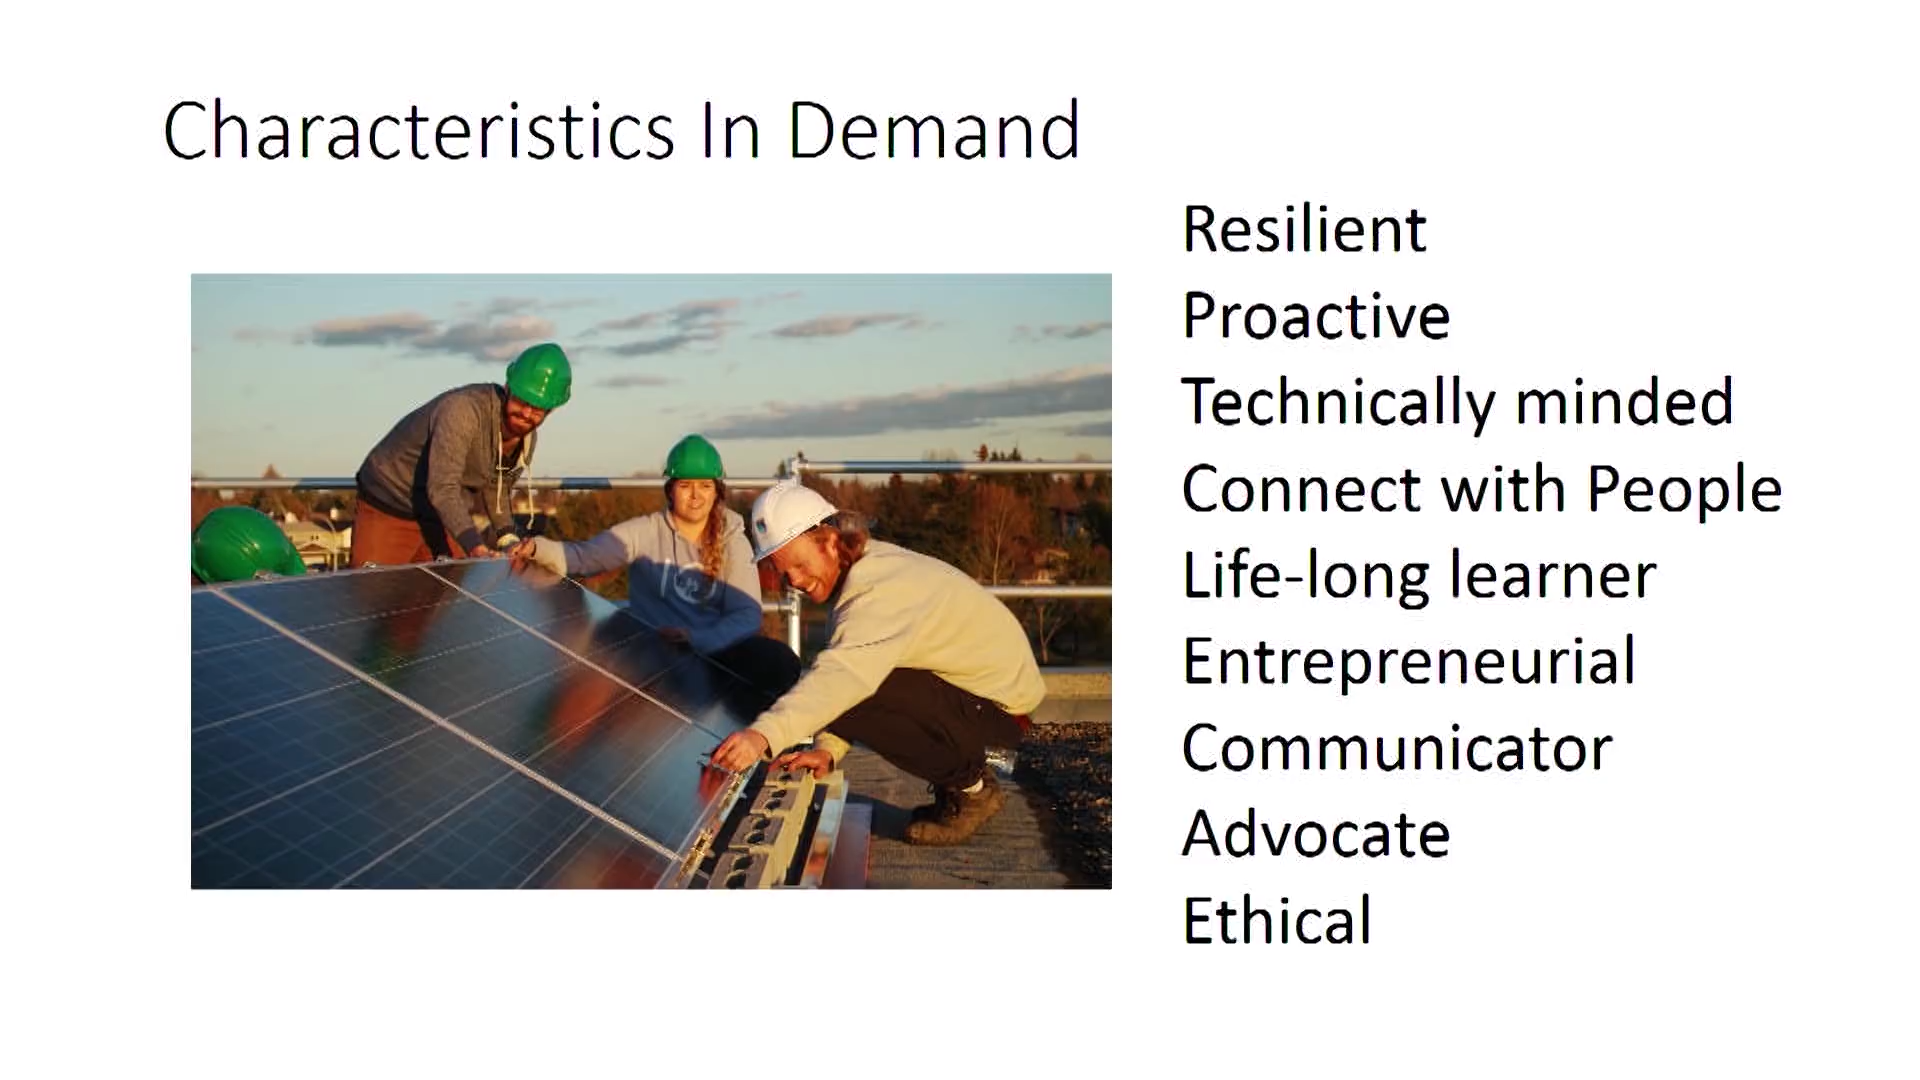 Characteristics In Demand
Resilient
Proactive
Technically minded
Connect with People
Life-long learner
Entrepreneurial
Communicator
Advocate
Ethical